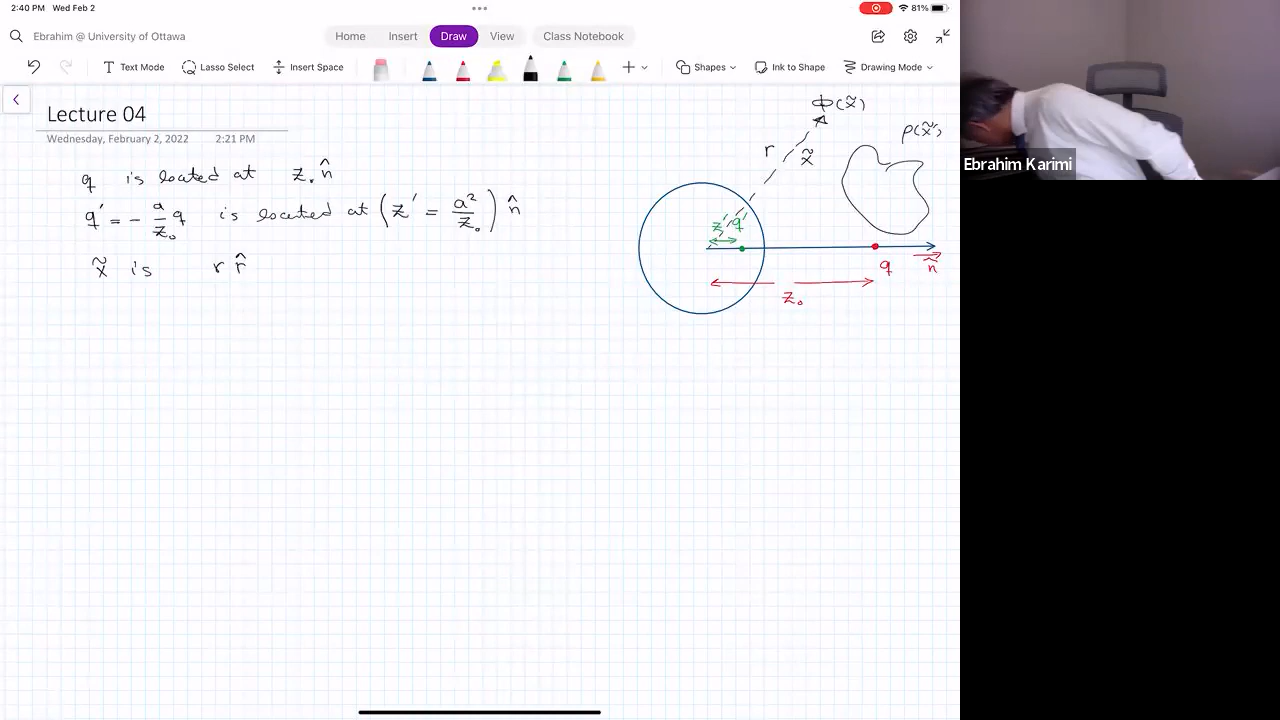 2:40 PM Wed Feb 2
81%
Ebrahim @ University of Ottawa
Home Insert Draw View Class Notebook
Text Mode Lasso Select Insert Space Shapes Ink to Shape Drawing Mode
Lecture 04
Wednesday, February 2, 2022 2:21 PM
q is located at z₀ n̂
q' = - a/z₀ q is located at (z' = a²/z₀) n̂
x̃ is r r̂
Φ(x̃)
r x̃
ρ(x̃')
z' q'
q ñ
z₀
Ebrahim Karimi